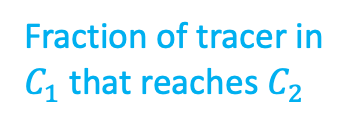 Fraction of tracer in
C₁ that reaches C₂